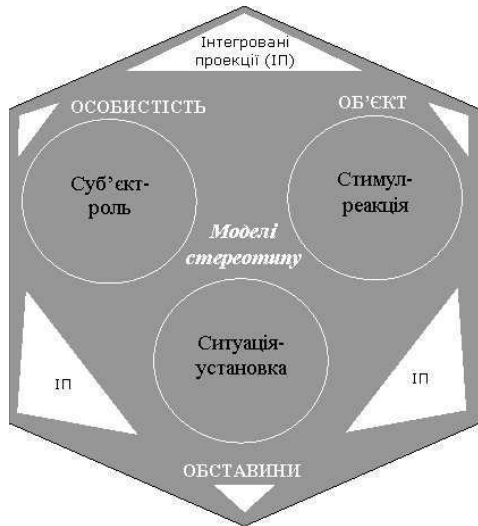 Інтегровані
проекції (ІП)
ОСОБИСТІСТЬ
ОБ’ЄКТ
Суб’єкт-
роль
Стимул-
реакція
Моделі
стереотипу
Ситуація-
установка
ІП
ІП
ОБСТАВИНИ